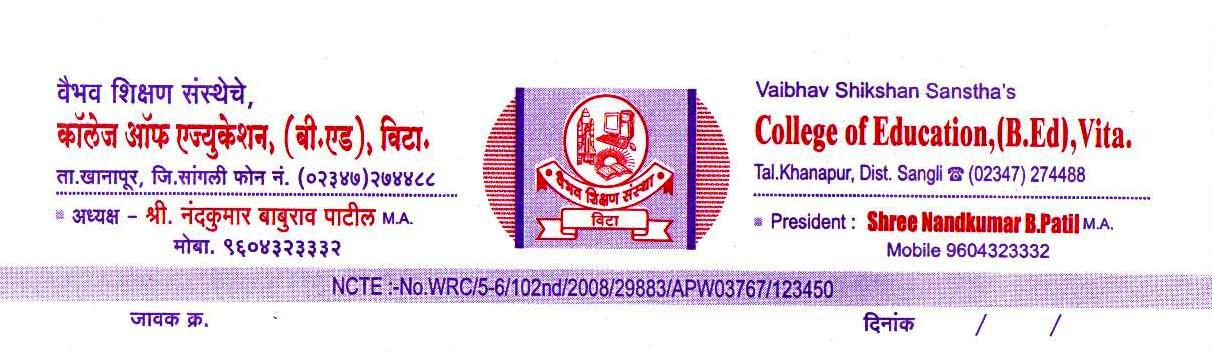 वैभव शिक्षण संस्थेचे,
कॉलेज ऑफ एज्युकेशन, (बी.एड), विटा.
ता.खानापूर, जि.सांगली फोन नं. (०२३४७)२७४४८८
अध्यक्ष - श्री. नंदकुमार बाबुराव पाटील M.A.
मोबा. ९६०४३२३३३२
वैभव शिक्षण संस्था
विटा
Vaibhav Shikshan Sanstha's
College of Education,(B.Ed),Vita.
Tal.Khanapur, Dist. Sangli ☎ (02347) 274488
President : Shree Nandkumar B.Patil M.A.
Mobile 9604323332
NCTE :-No.WRC/5-6/102nd/2008/29883/APW03767/123450
जावक क्र.
दिनांक / /